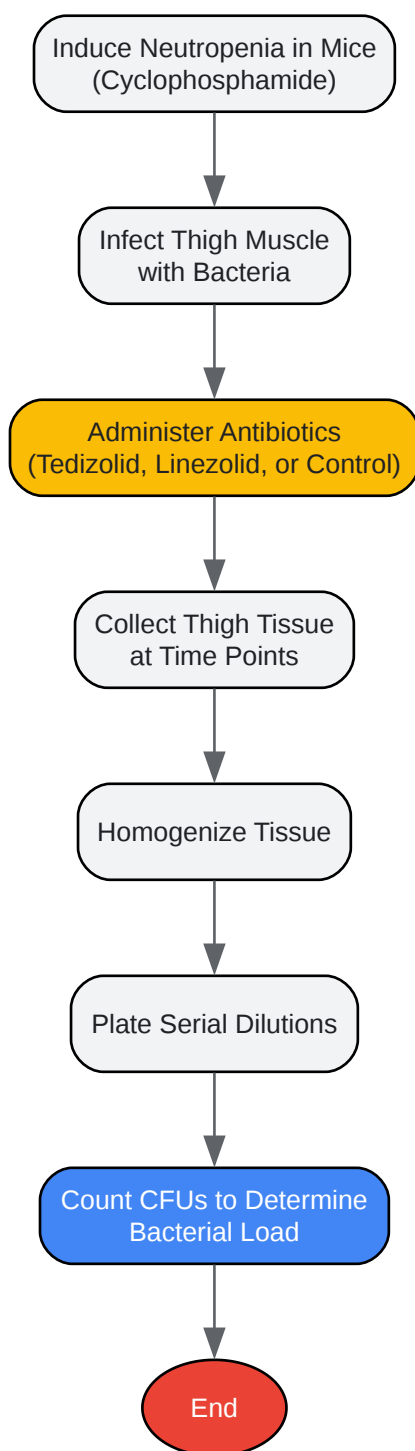 Induce Neutropenia in Mice
(Cyclophosphamide)
Infect Thigh Muscle
with Bacteria
Administer Antibiotics
(Tedizolid, Linezolid, or Control)
Collect Thigh Tissue
at Time Points
Homogenize Tissue
Plate Serial Dilutions
Count CFUs to Determine
Bacterial Load
End